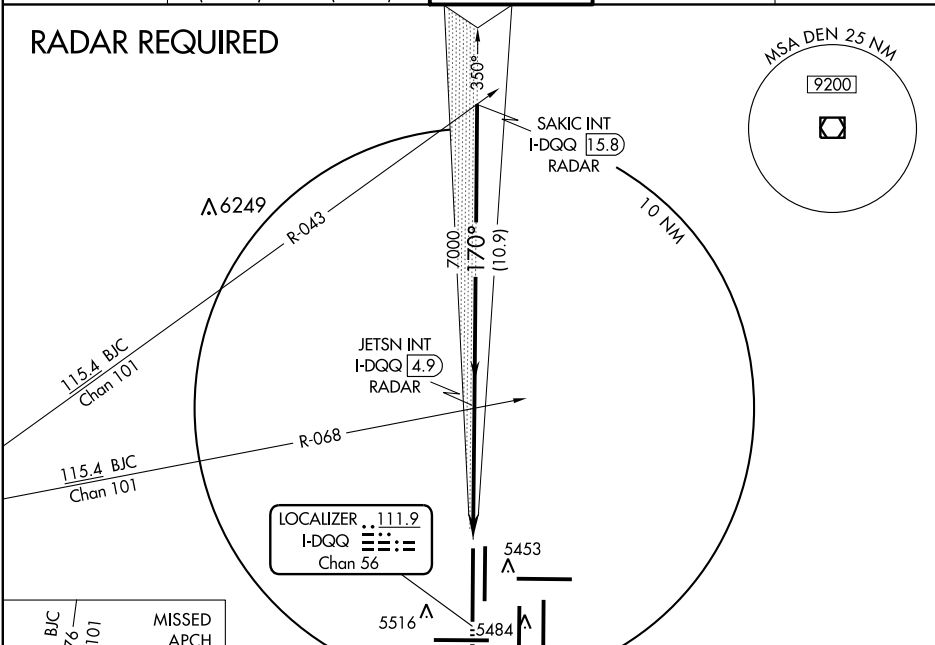 RADAR REQUIRED
MSA DEN 25 NM
9200
350°
SAKIC INT
I-DQQ 15.8
RADAR
6249
R-043
10 NM
7000
170°
(10.9)
JETSN INT
I-DQQ 4.9
RADAR
115.4 BJC
Chan 101
R-068
115.4 BJC
Chan 101
LOCALIZER 111.9
I-DQQ
Chan 56
5453
5516
5484
BJC
76
101
MISSED
APCH